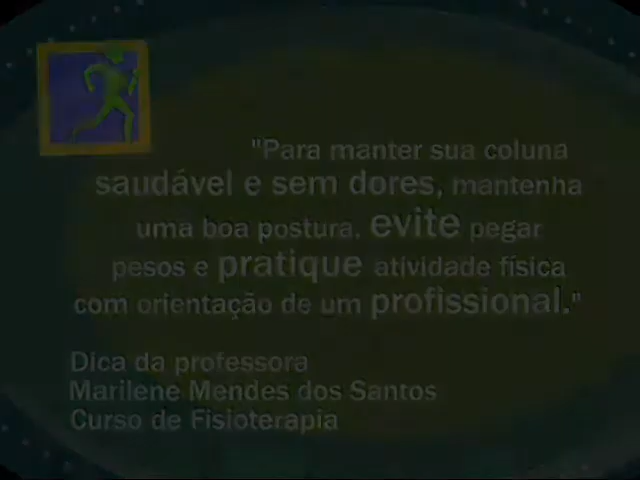 "Para manter sua coluna
saudável e sem dores, mantenha
uma boa postura, evite pegar
pesos e pratique atividade física
com orientação de um profissional."
Dica da professora
Marilene Mendes dos Santos
Curso de Fisioterapia